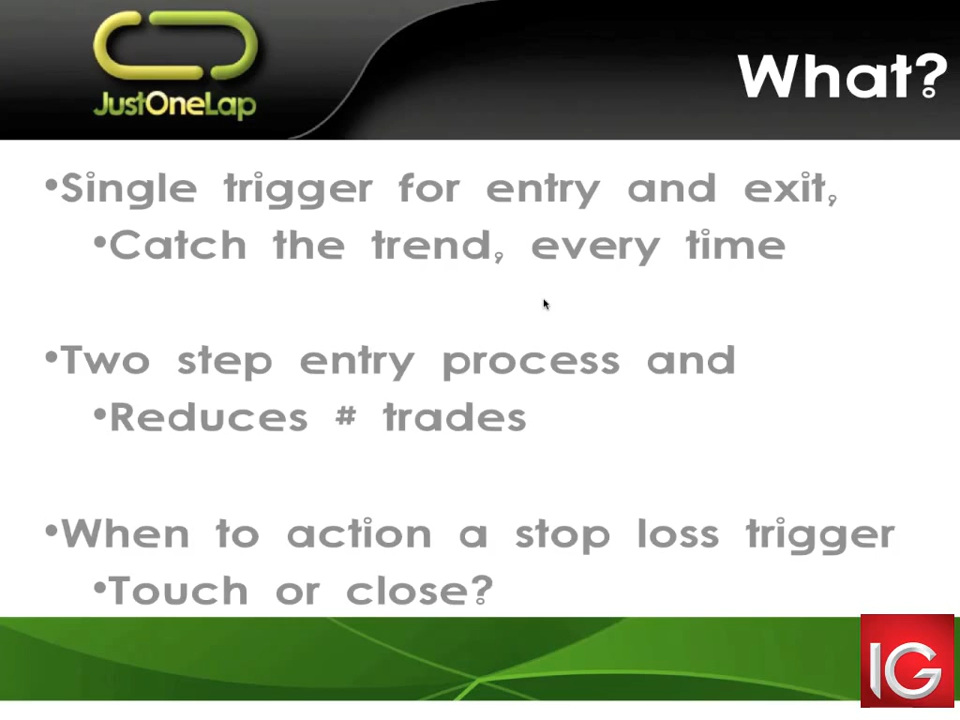 JustOneLap
What?
•Single trigger for entry and exit,
•Catch the trend, every time
•Two step entry process and
•Reduces # trades
•When to action a stop loss trigger
•Touch or close?
IG